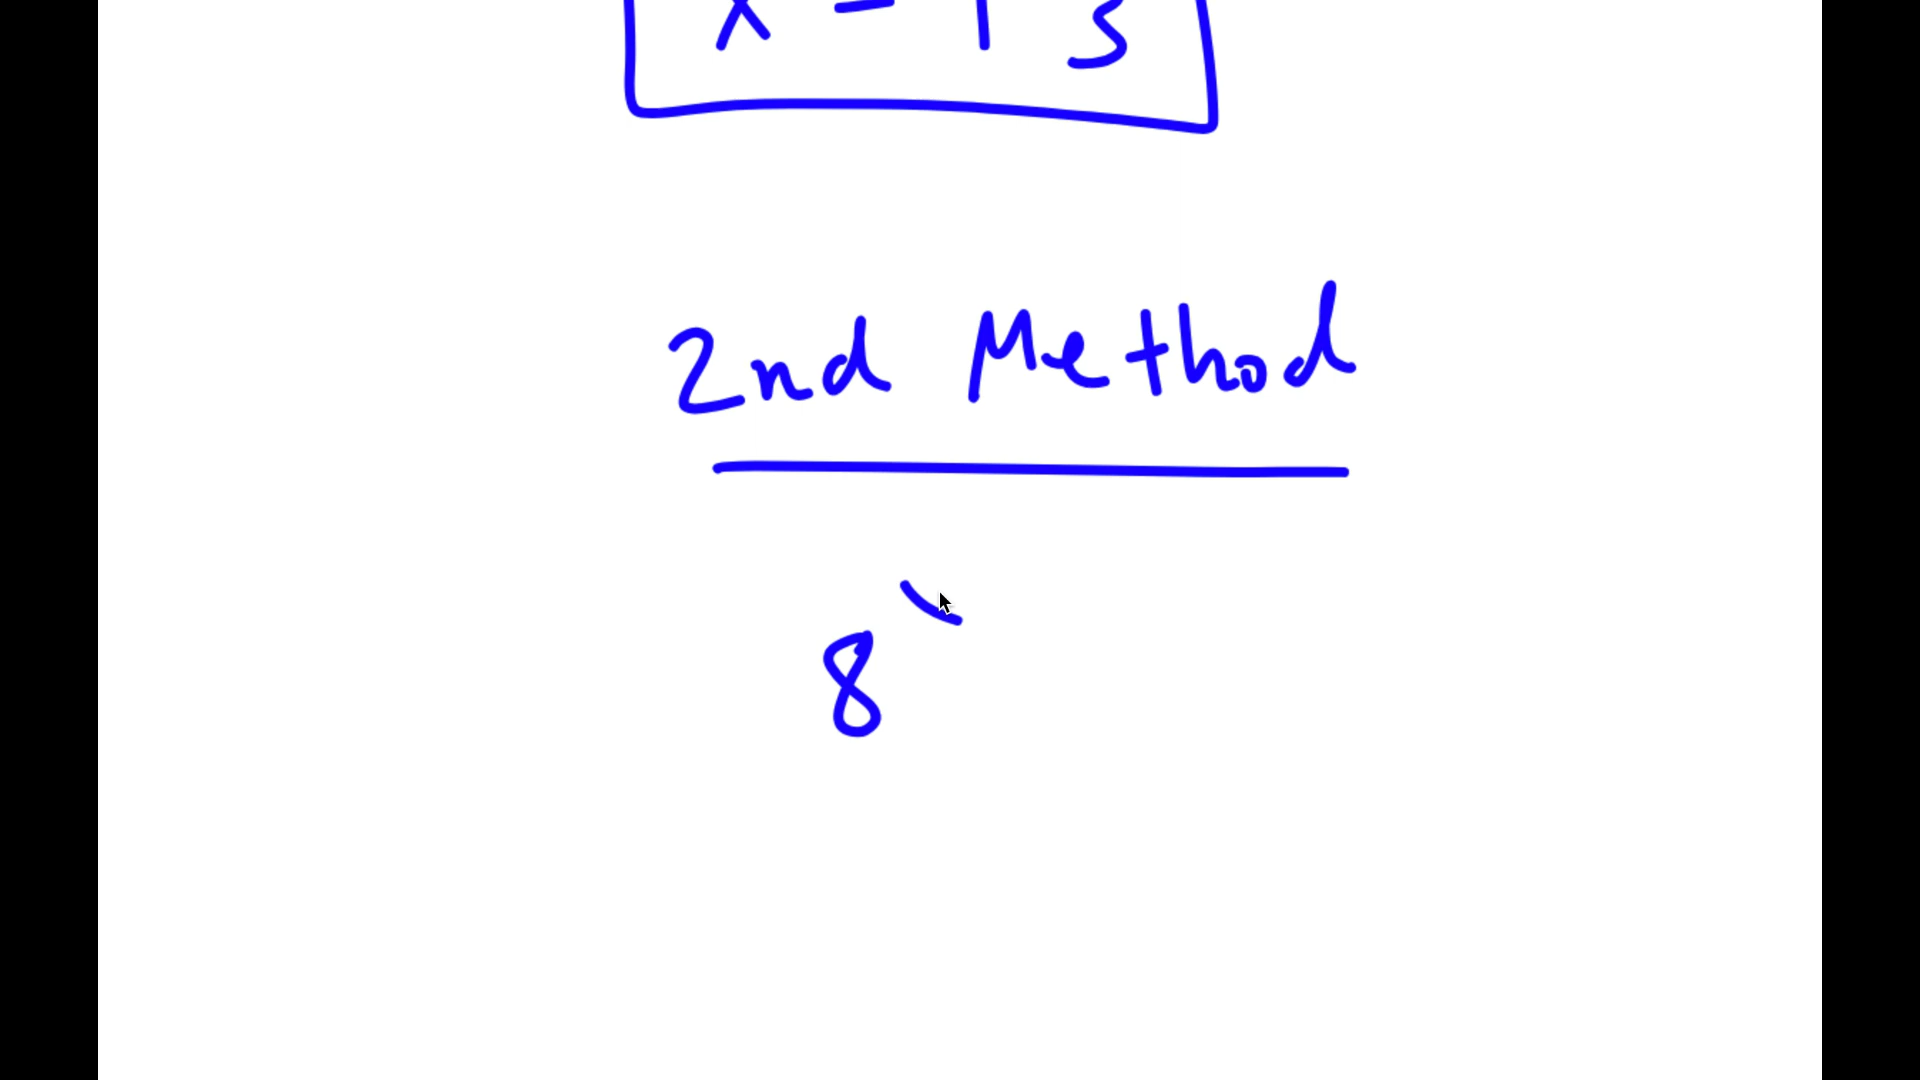 x = 13
2nd Method
8